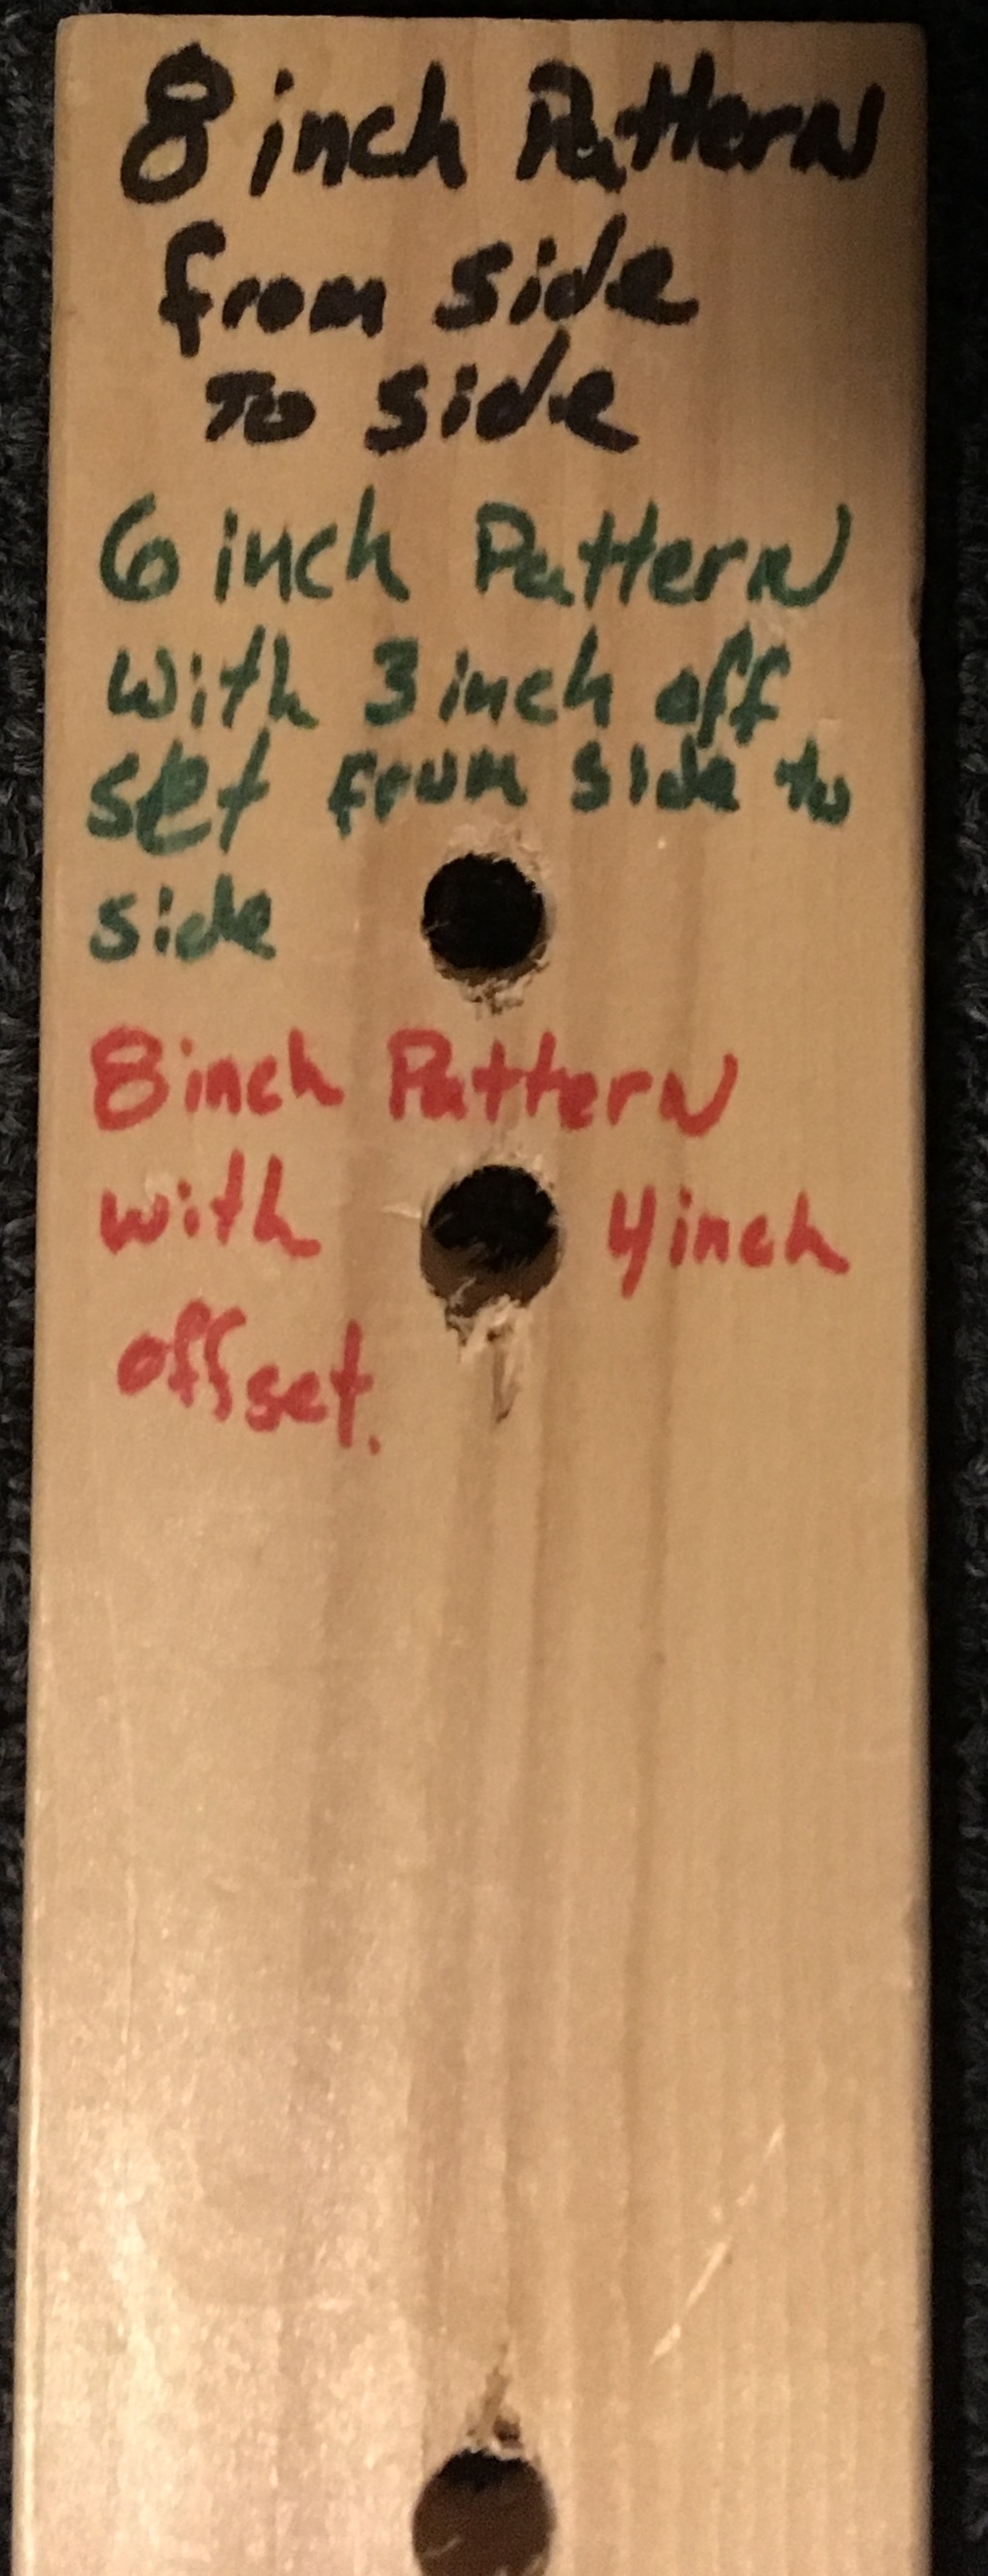 8 inch Pattern
from side
To side
6 inch Pattern
with 3 inch off
set from side to
side
8 inch Pattern
with 4 inch
offset.